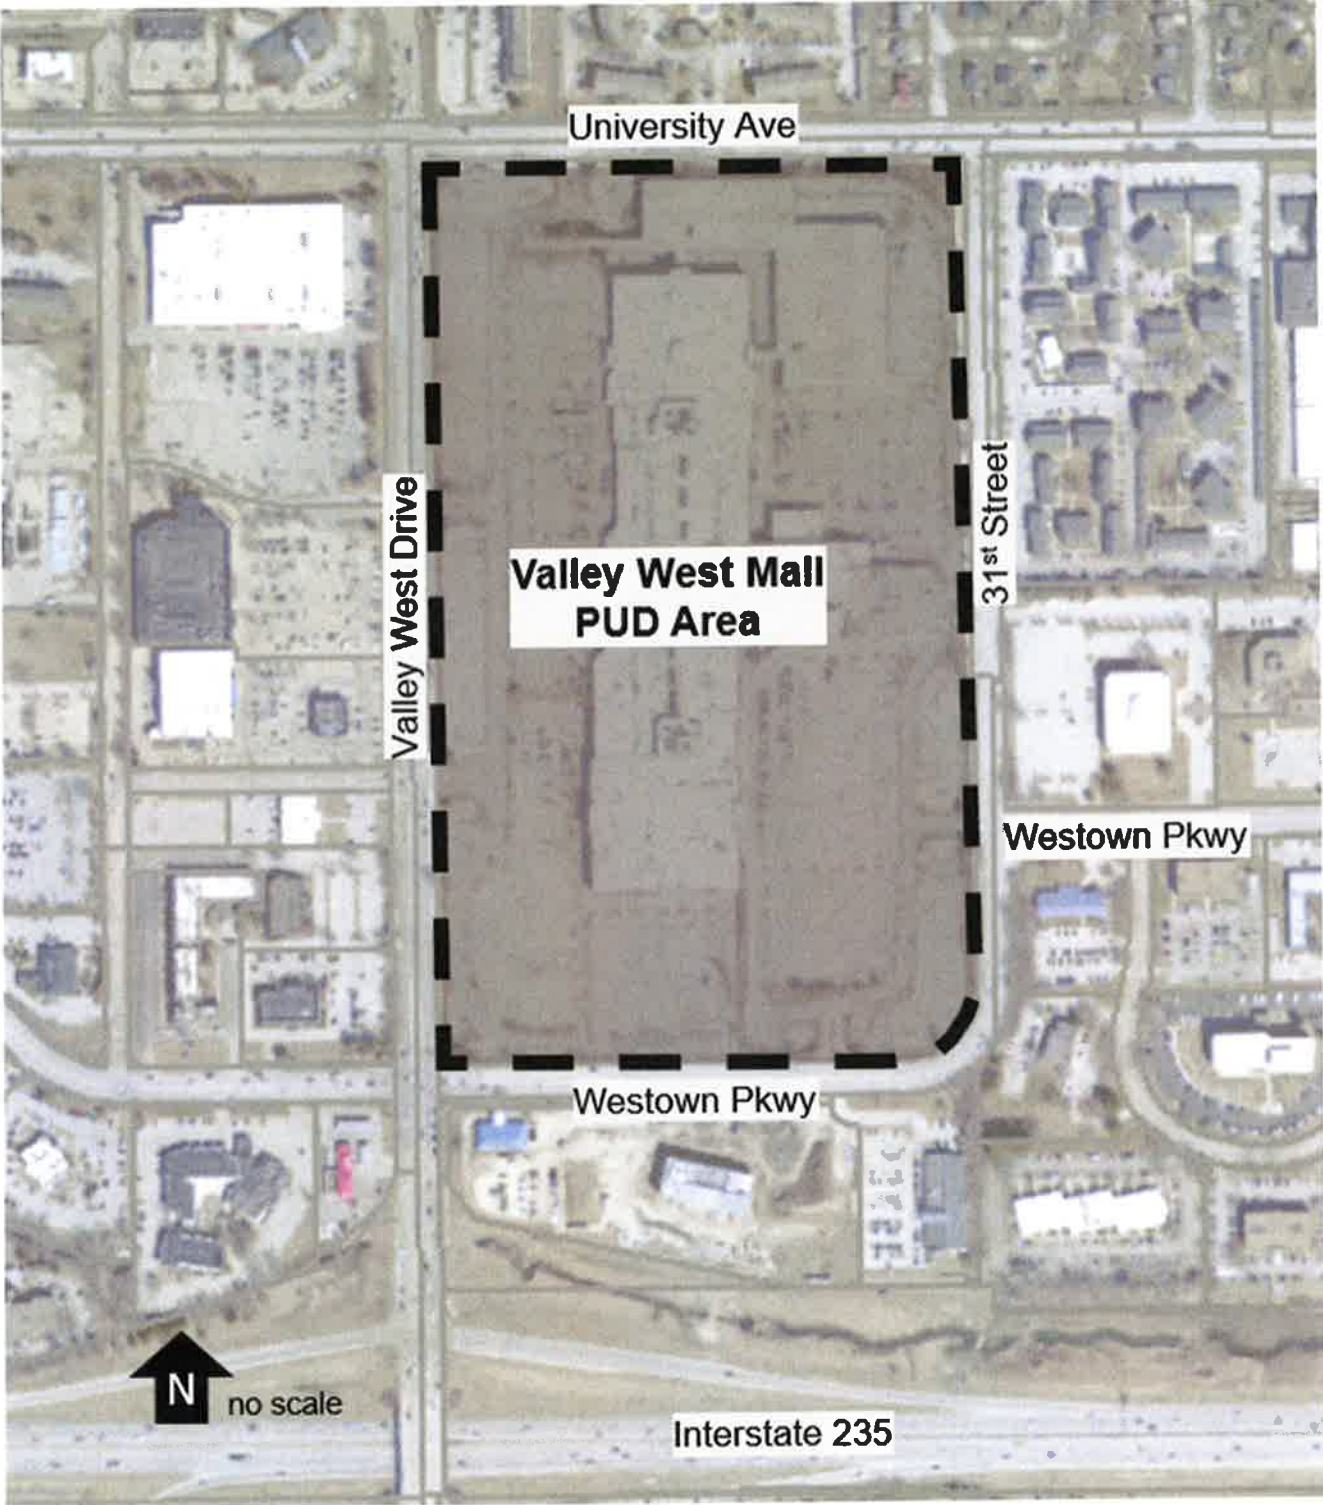 University Ave
Valley West Drive
31st Street
Valley West Mall
PUD Area
Westown Pkwy
Westown Pkwy
N
no scale
Interstate 235